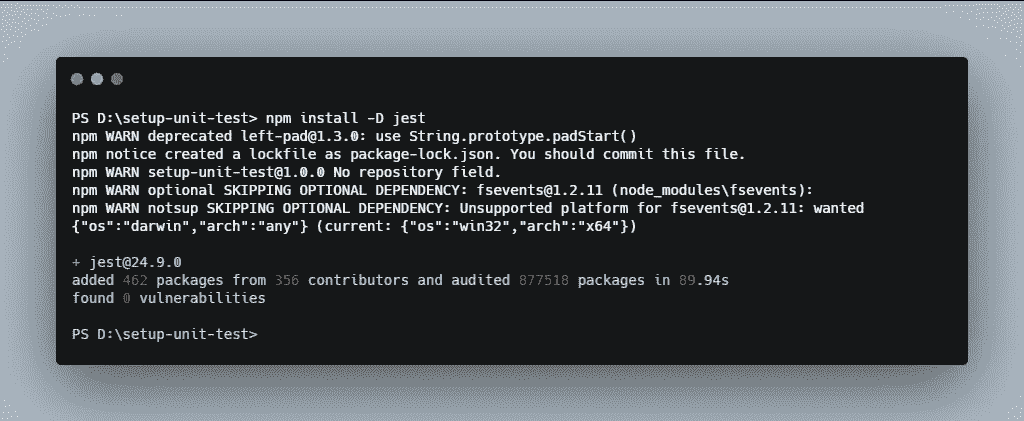 PS D:\setup-unit-test> npm install -D jest
npm WARN deprecated left-pad@1.3.0: use String.prototype.padStart()
npm notice created a lockfile as package-lock.json. You should commit this file.
npm WARN setup-unit-test@1.0.0 No repository field.
npm WARN optional SKIPPING OPTIONAL DEPENDENCY: fsevents@1.2.11 (node_modules\fsevents):
npm WARN notsup SKIPPING OPTIONAL DEPENDENCY: Unsupported platform for fsevents@1.2.11: wanted
{"os":"darwin","arch":"any"} (current: {"os":"win32","arch":"x64"})
+ jest@24.9.0
added 462 packages from 356 contributors and audited 877518 packages in 89.94s
found 0 vulnerabilities
PS D:\setup-unit-test>